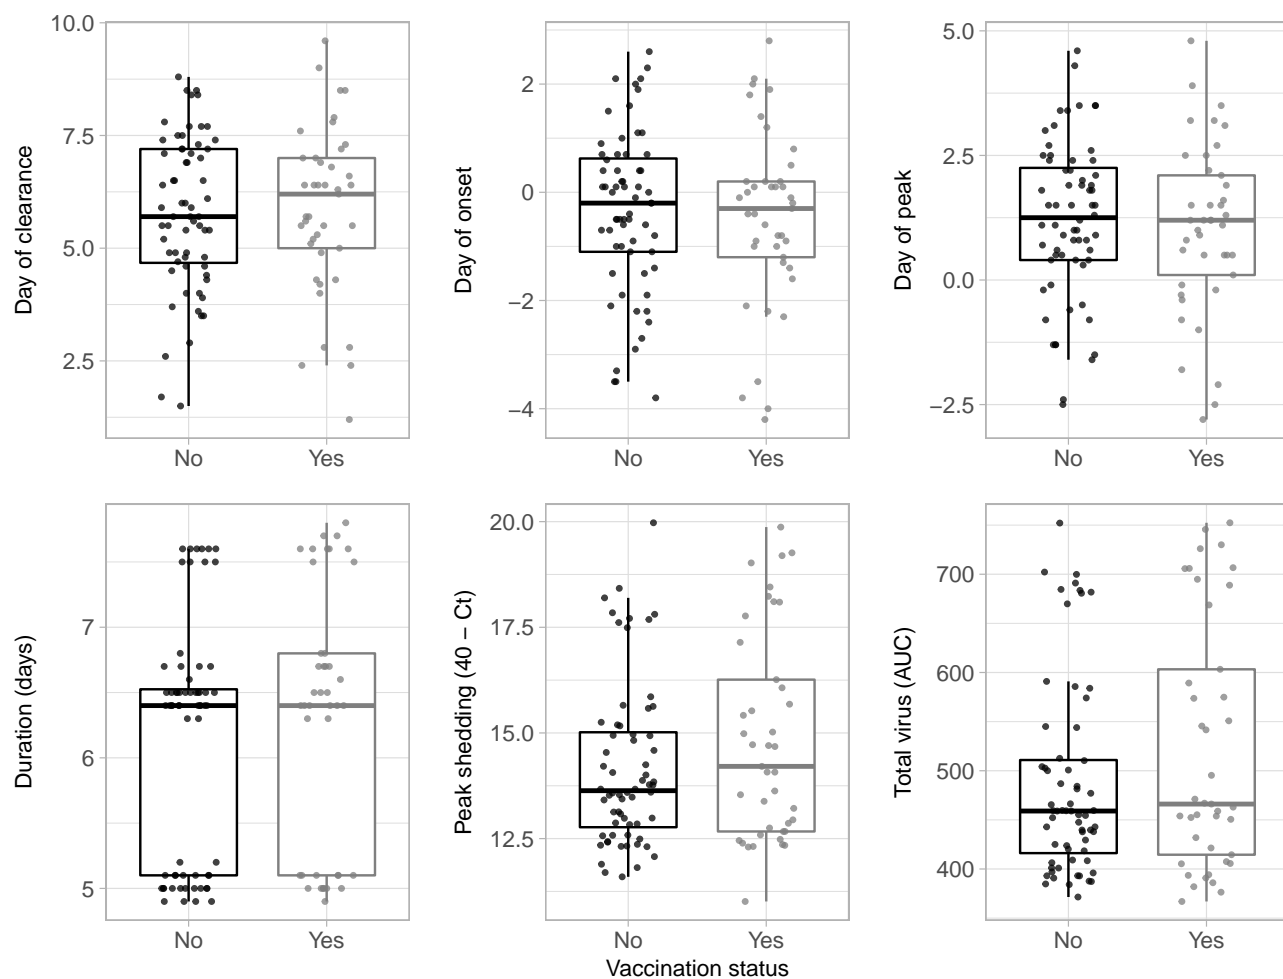 Day of clearance
10.0
7.5
5.0
2.5
No Yes
Day of onset
2
0
−2
−4
No Yes
Day of peak
5.0
2.5
0.0
−2.5
No Yes
Duration (days)
7
6
5
No Yes
Peak shedding (40 − Ct)
20.0
17.5
15.0
12.5
No Yes
Total virus (AUC)
700
600
500
400
No Yes
Vaccination status